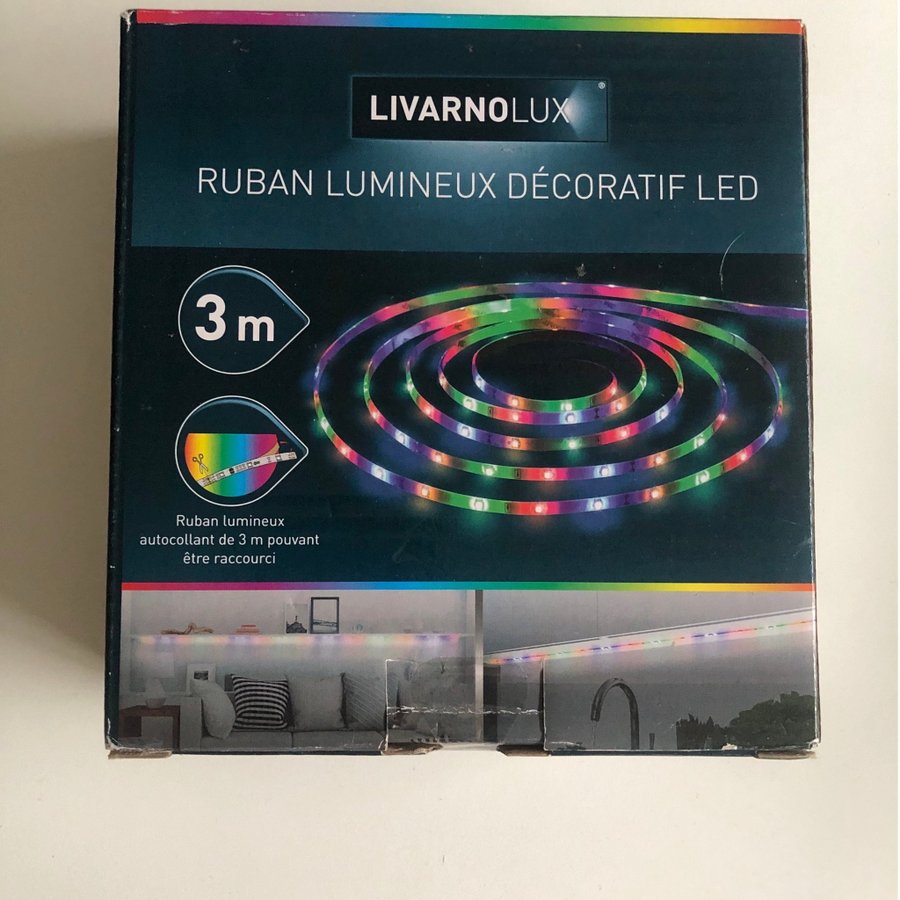 LIVARNOLUX®
RUBAN LUMINEUX DÉCORATIF LED
3 m
Ruban lumineux
autocollant de 3 m pouvant
être raccourci